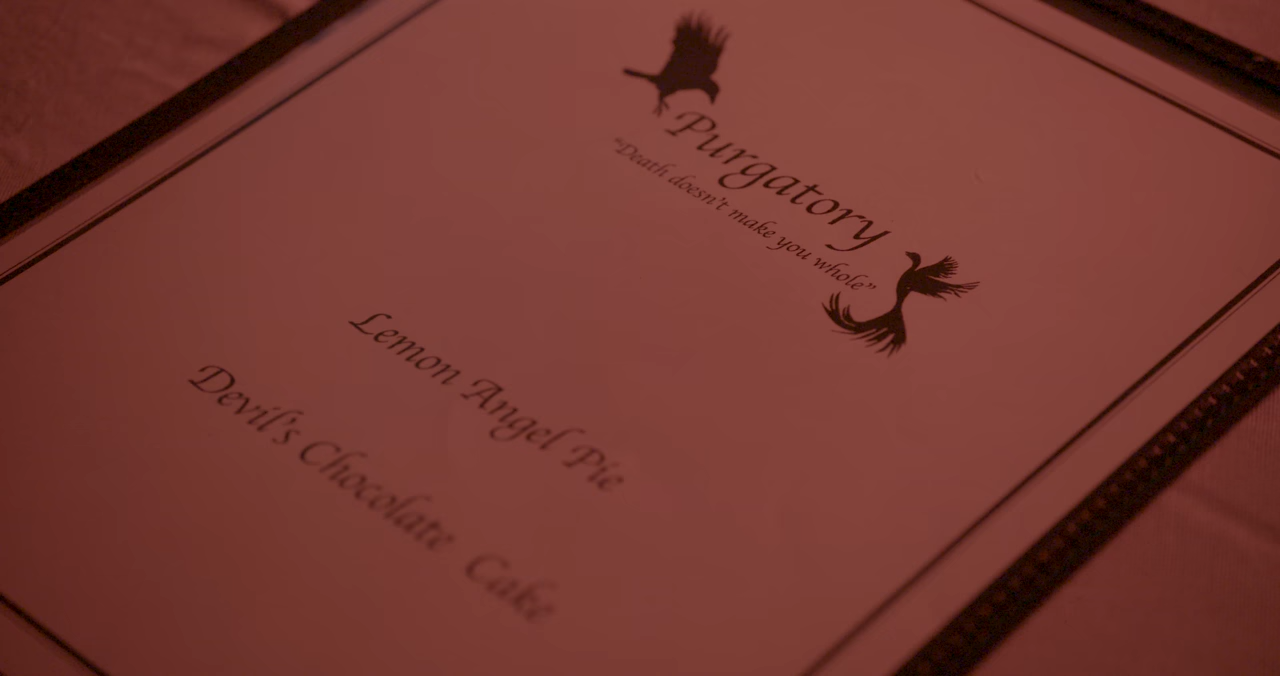 Purgatory
"Death doesn't make you whole"
Lemon Angel Pie
Devil's Chocolate Cake